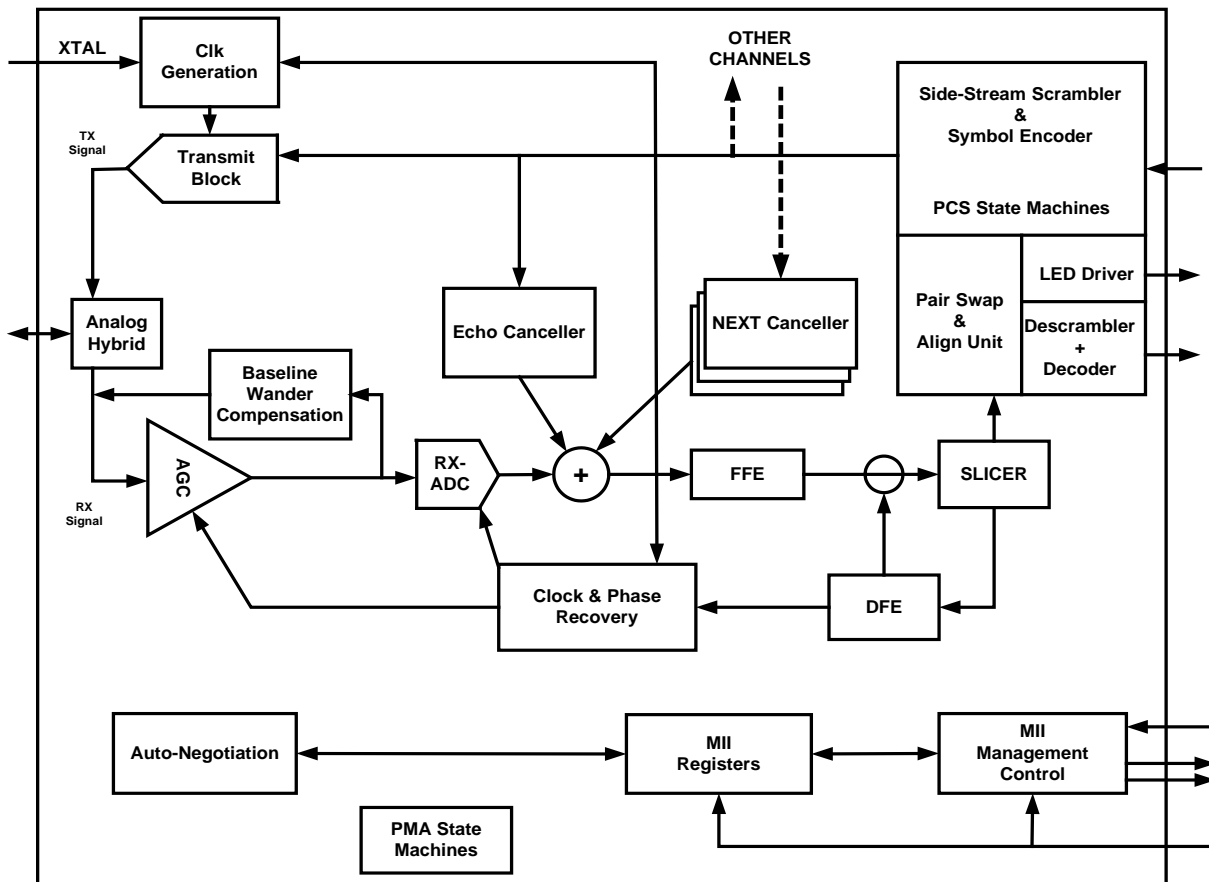 XTAL
Clk
Generation
OTHER
CHANNELS
Side-Stream Scrambler
&
Symbol Encoder
PCS State Machines
TX
Signal
Transmit
Block
Pair Swap
&
Align Unit
LED Driver
Descrambler
+
Decoder
Analog
Hybrid
Echo Canceller
NEXT Canceller
Baseline
Wander
Compensation
AGC
RX-
ADC
+
FFE
SLICER
RX
Signal
Clock & Phase
Recovery
DFE
Auto-Negotiation
MII
Registers
MII
Management
Control
PMA State
Machines